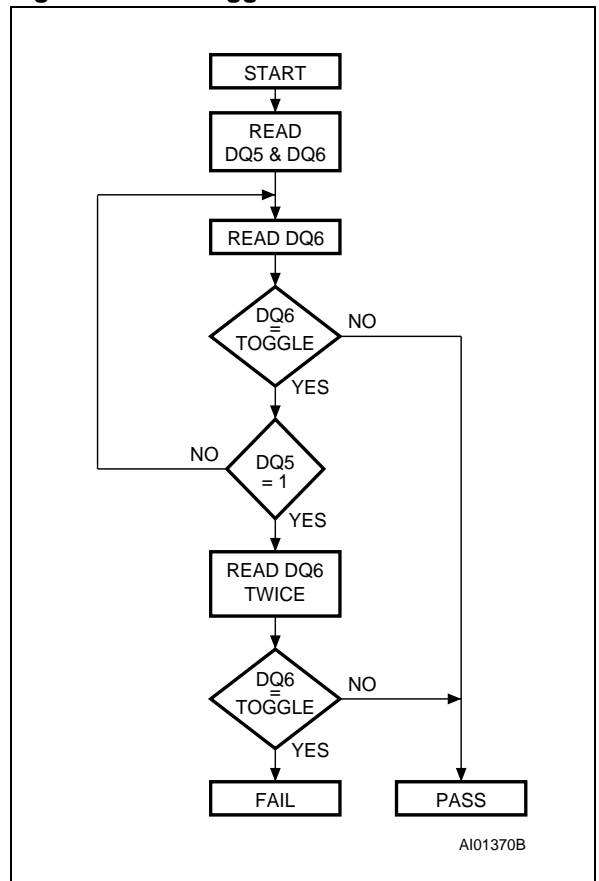 START
READ
DQ5 & DQ6
READ DQ6
DQ6
=
TOGGLE
NO
YES
NO
DQ5
= 1
YES
READ DQ6
TWICE
DQ6
=
TOGGLE
NO
YES
FAIL
PASS
AI01370B